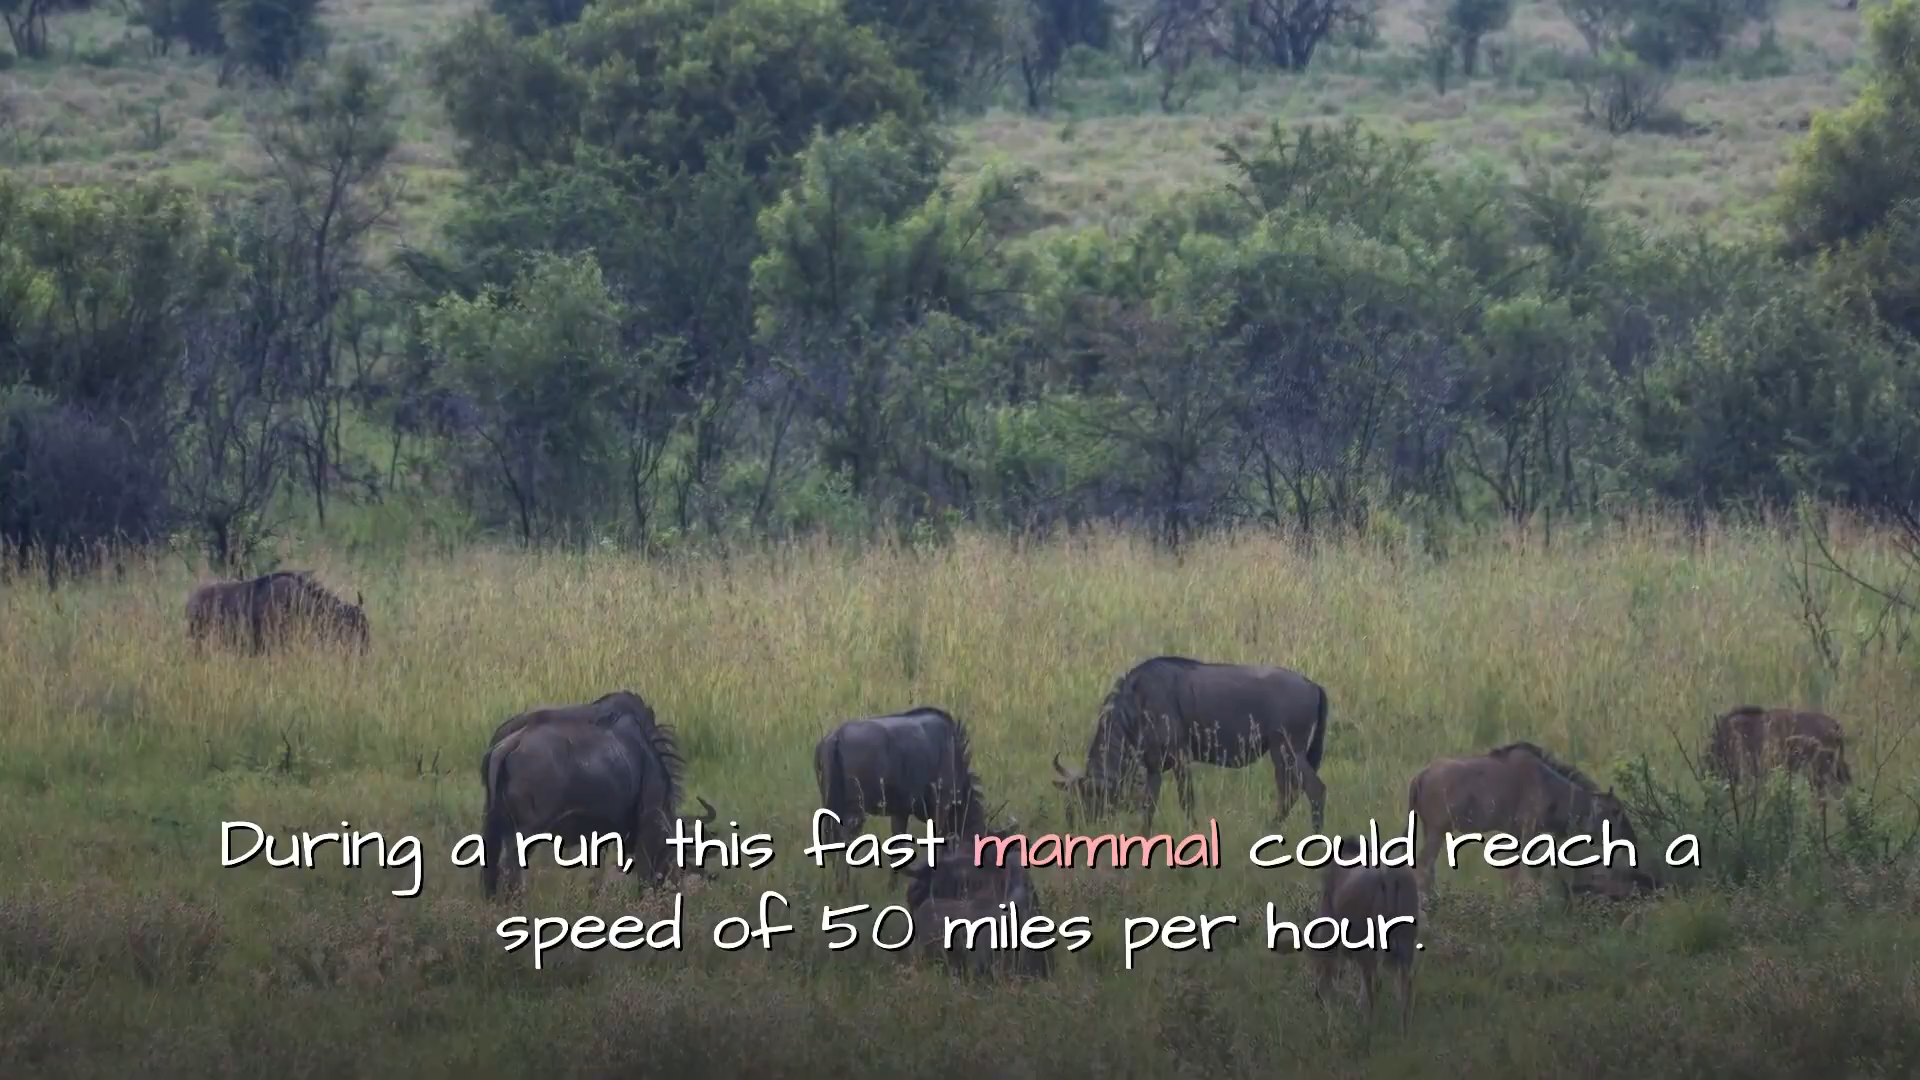 During a run, this fast mammal could reach a
speed of 50 miles per hour.